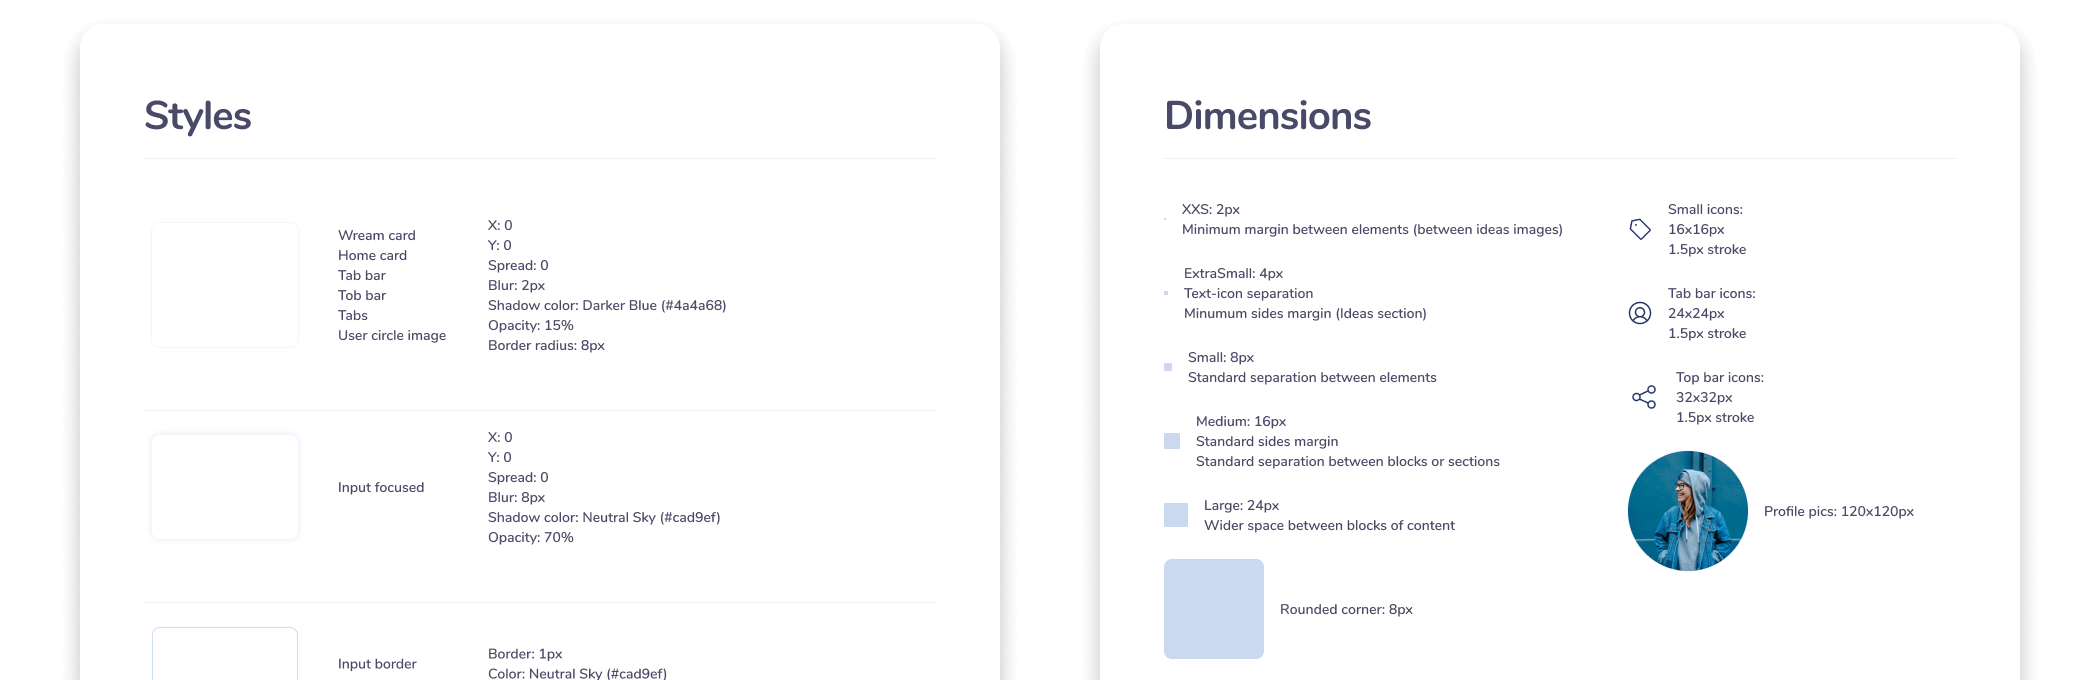 Styles
Wream card
Home card
Tab bar
Tob bar
Tabs
User circle image
X: 0
Y: 0
Spread: 0
Blur: 2px
Shadow color: Darker Blue (#4a4a68)
Opacity: 15%
Border radius: 8px
Input focused
X: 0
Y: 0
Spread: 0
Blur: 8px
Shadow color: Neutral Sky (#cad9ef)
Opacity: 70%
Input border
Border: 1px
Color: Neutral Sky (#cad9ef)
Dimensions
XXS: 2px
Minimum margin between elements (between ideas images)
ExtraSmall: 4px
Text-icon separation
Minumum sides margin (Ideas section)
Small: 8px
Standard separation between elements
Medium: 16px
Standard sides margin
Standard separation between blocks or sections
Large: 24px
Wider space between blocks of content
Rounded corner: 8px
Small icons:
16x16px
1.5px stroke
Tab bar icons:
24x24px
1.5px stroke
Top bar icons:
32x32px
1.5px stroke
Profile pics: 120x120px